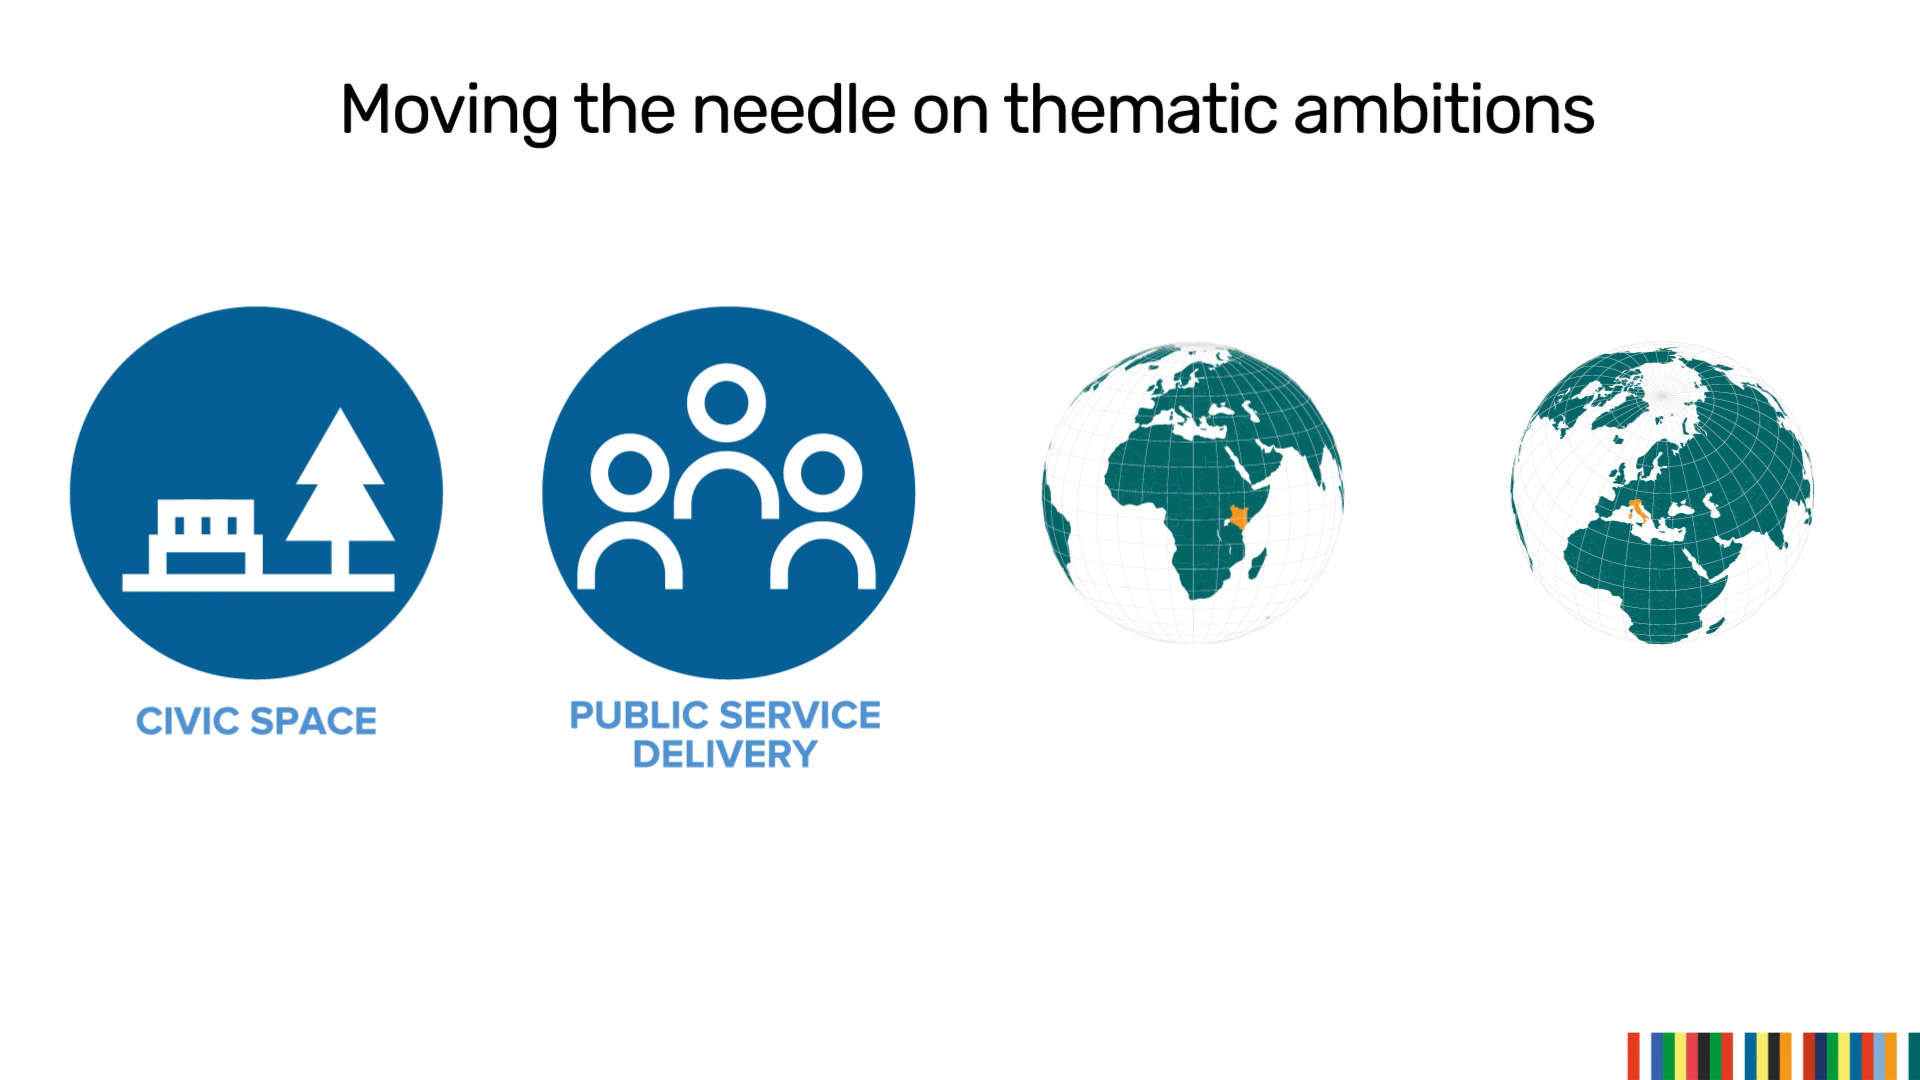 Moving the needle on thematic ambitions
CIVIC SPACE
PUBLIC SERVICE
DELIVERY